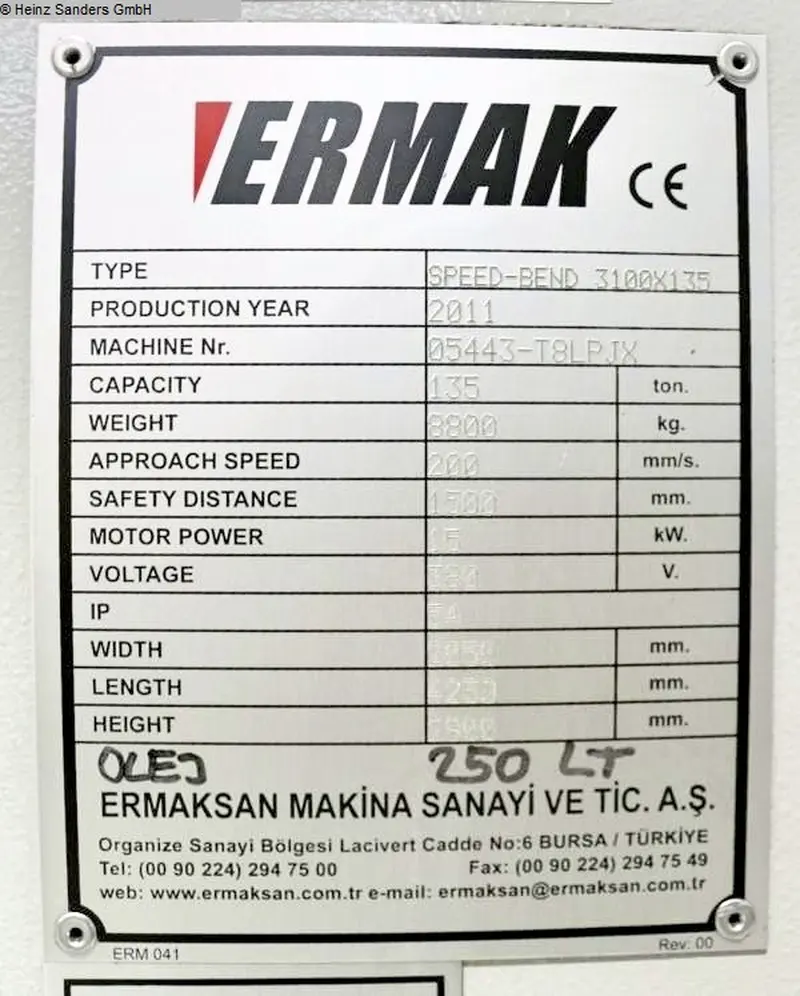 ® Heinz Sanders GmbH
ERMAK CE
TYPE SPEED-BEND 3100X135
PRODUCTION YEAR 2011
MACHINE Nr. 05443-T8LPJX
CAPACITY 135 ton.
WEIGHT 8800 kg.
APPROACH SPEED 200 mm/s.
SAFETY DISTANCE 1500 mm.
MOTOR POWER 15 kW.
VOLTAGE V.
IP 54
WIDTH mm.
LENGTH 4250 mm.
HEIGHT mm.
OLEJ 250 LT
ERMAKSAN MAKİNA SANAYİ VE TİC. A.Ş.
Organize Sanayi Bölgesi Lacivert Cadde No:6 BURSA / TÜRKİYE
Tel: (00 90 224) 294 75 00 Fax: (00 90 224) 294 75 49
web: www.ermaksan.com.tr e-mail: ermaksan@ermaksan.com.tr
ERM 041 Rev: 00